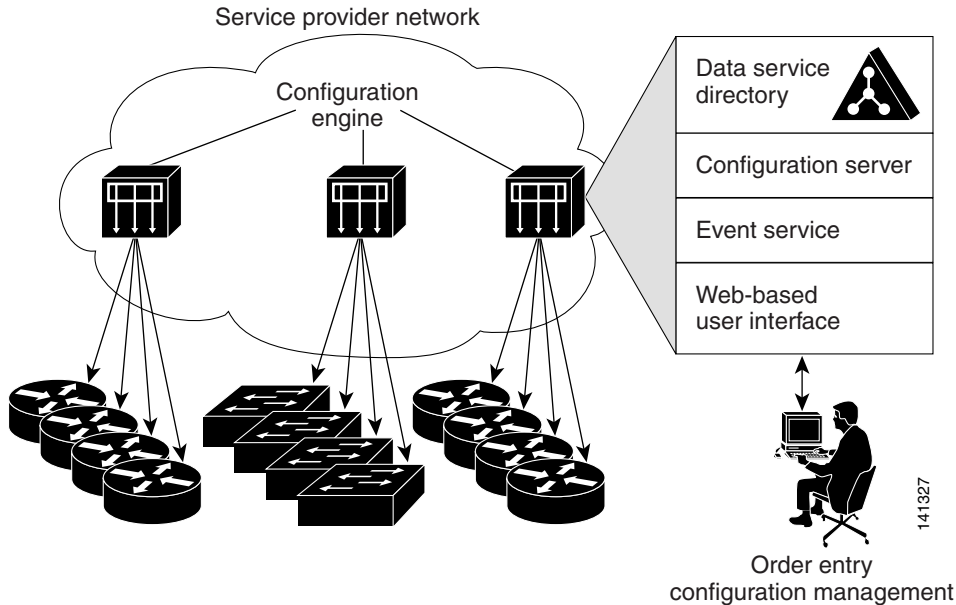 Service provider network
Configuration
engine
Data service
directory
Configuration server
Event service
Web-based
user interface
141327
Order entry
configuration management